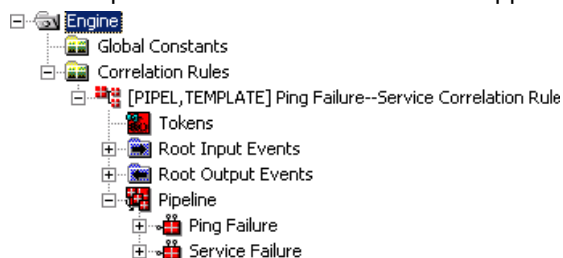 Engine
Global Constants
Correlation Rules
[PIPEL,TEMPLATE] Ping Failure--Service Correlation Rule
Tokens
Root Input Events
Root Output Events
Pipeline
Ping Failure
Service Failure